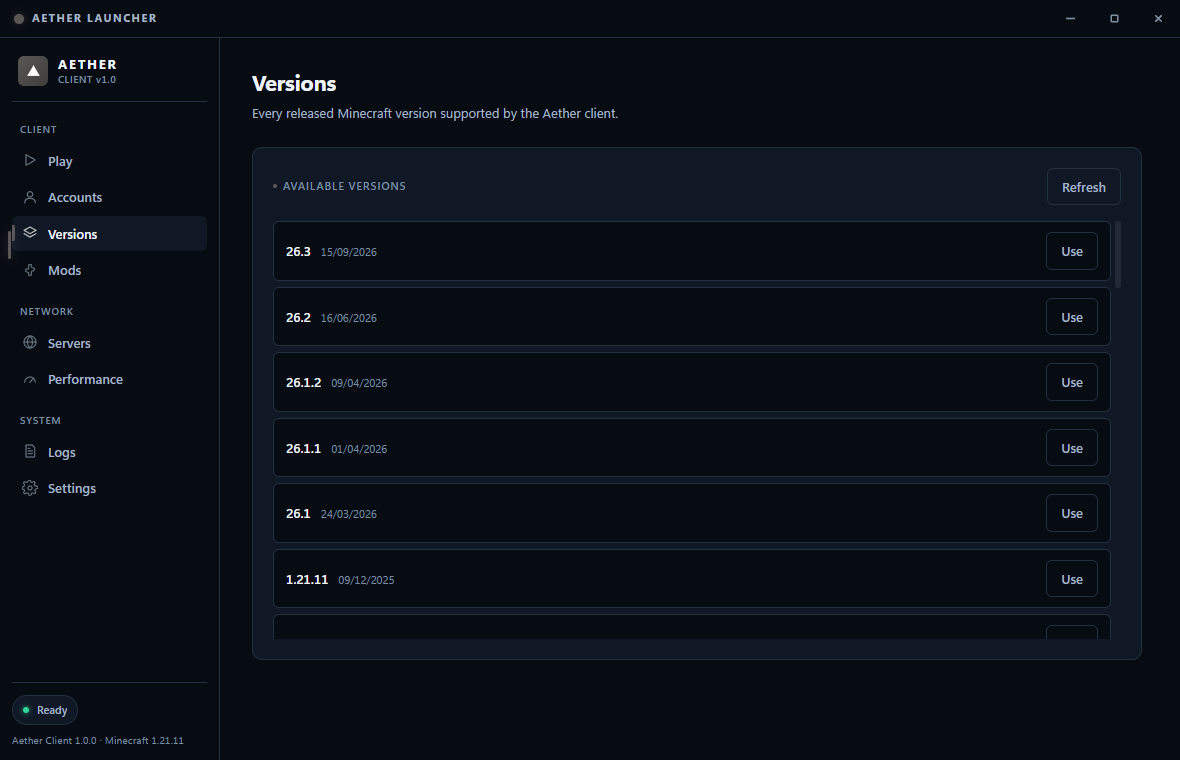 AETHER LAUNCHER
AETHER
CLIENT v1.0
CLIENT
Play
Accounts
Versions
Mods
NETWORK
Servers
Performance
SYSTEM
Logs
Settings
Ready
Aether Client 1.0.0 · Minecraft 1.21.11
Versions
Every released Minecraft version supported by the Aether client.
AVAILABLE VERSIONS
Refresh
26.3 15/09/2026 Use
26.2 16/06/2026 Use
26.1.2 09/04/2026 Use
26.1.1 01/04/2026 Use
26.1 24/03/2026 Use
1.21.11 09/12/2025 Use